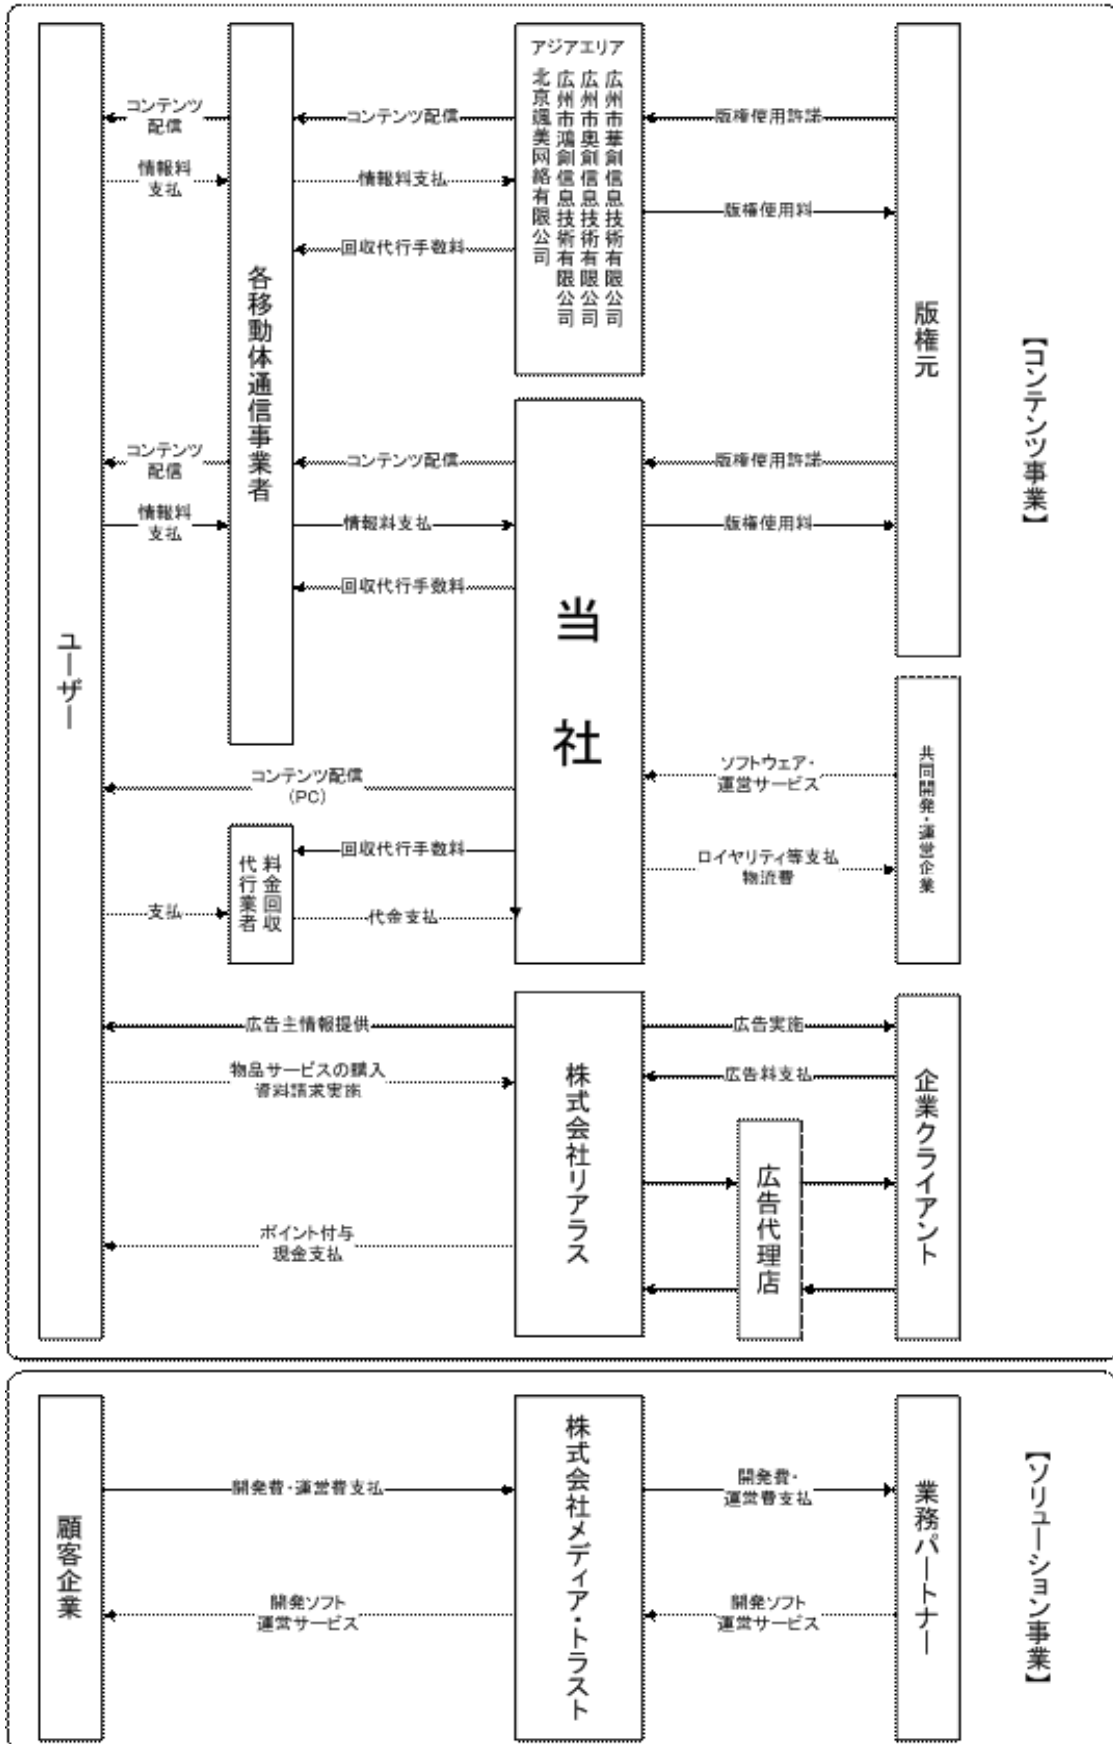 【コンテンツ事業】
ユーザー
各移動体通信事業者
アジアエリア
広州市華創信息技術有限公司
広州市奥創信息技術有限公司
広州市鴻創信息技術有限公司
北京颯美网絡有限公司
版権元
コンテンツ
配信
コンテンツ配信
版権使用許諾
情報料
支払
情報料支払
版権使用料
回収代行手数料
当社
コンテンツ
配信
コンテンツ配信
版権使用許諾
情報料
支払
情報料支払
版権使用料
回収代行手数料
共同開発・運営企業
コンテンツ配信
(PC)
ソフトウェア・
運営サービス
料金回収
代行業者
回収代行手数料
ロイヤリティ等支払
物流費
支払
代金支払
株式会社リアラス
企業クライアント
広告主情報提供
広告実施
物品サービスの購入
資料請求実施
広告料支払
広告代理店
ポイント付与
現金支払
【ソリューション事業】
顧客企業
株式会社メディア・トラスト
業務パートナー
開発費・運営費支払
開発費・
運営費支払
開発ソフト
運営サービス
開発ソフト
運営サービス